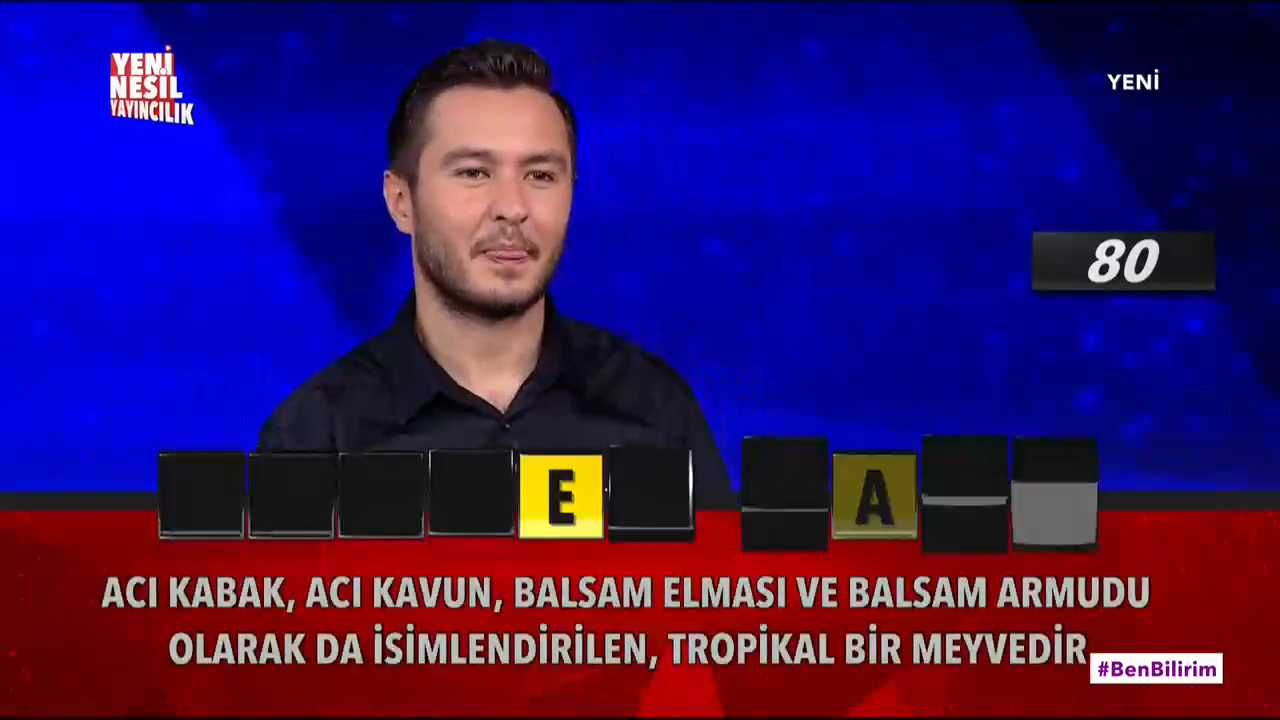 YENİ
NESİL
YAYINCILIK
YENİ
80
E A
ACI KABAK, ACI KAVUN, BALSAM ELMASI VE BALSAM ARMUDU
OLARAK DA İSİMLENDİRİLEN, TROPİKAL BİR MEYVEDİR
#BenBilirim